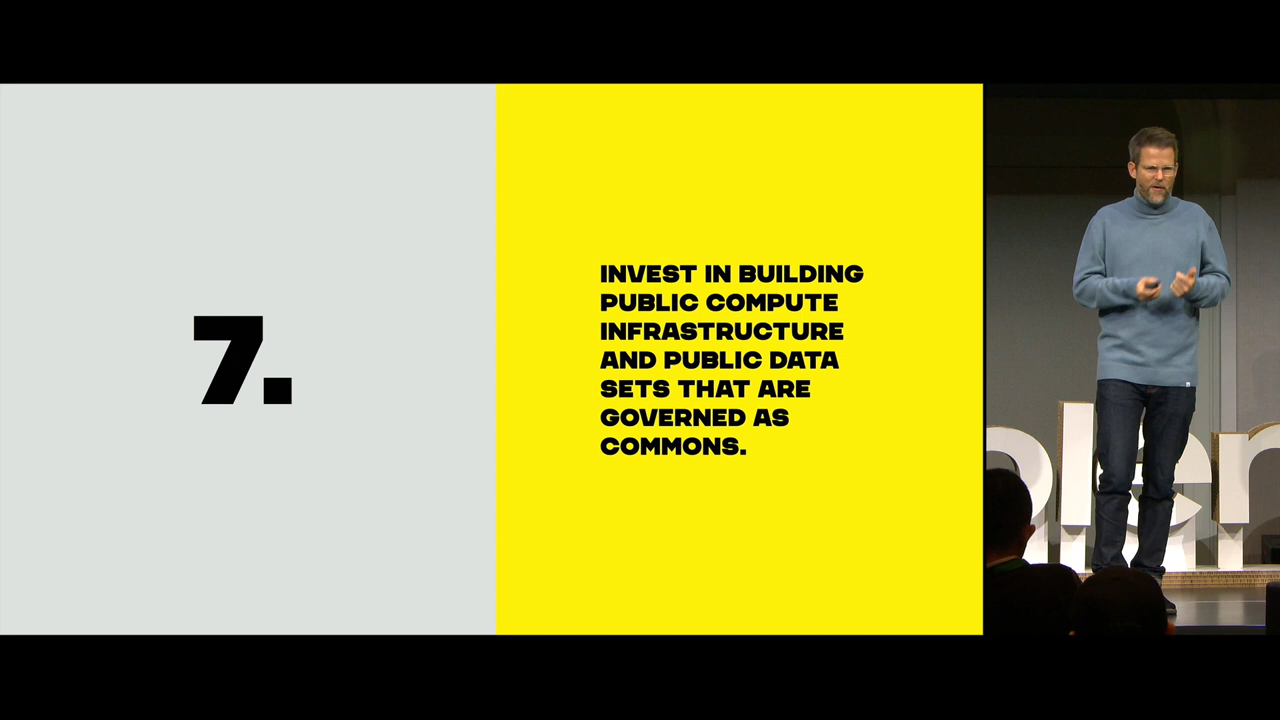 7.
INVEST IN BUILDING
PUBLIC COMPUTE
INFRASTRUCTURE
AND PUBLIC DATA
SETS THAT ARE
GOVERNED AS
COMMONS.